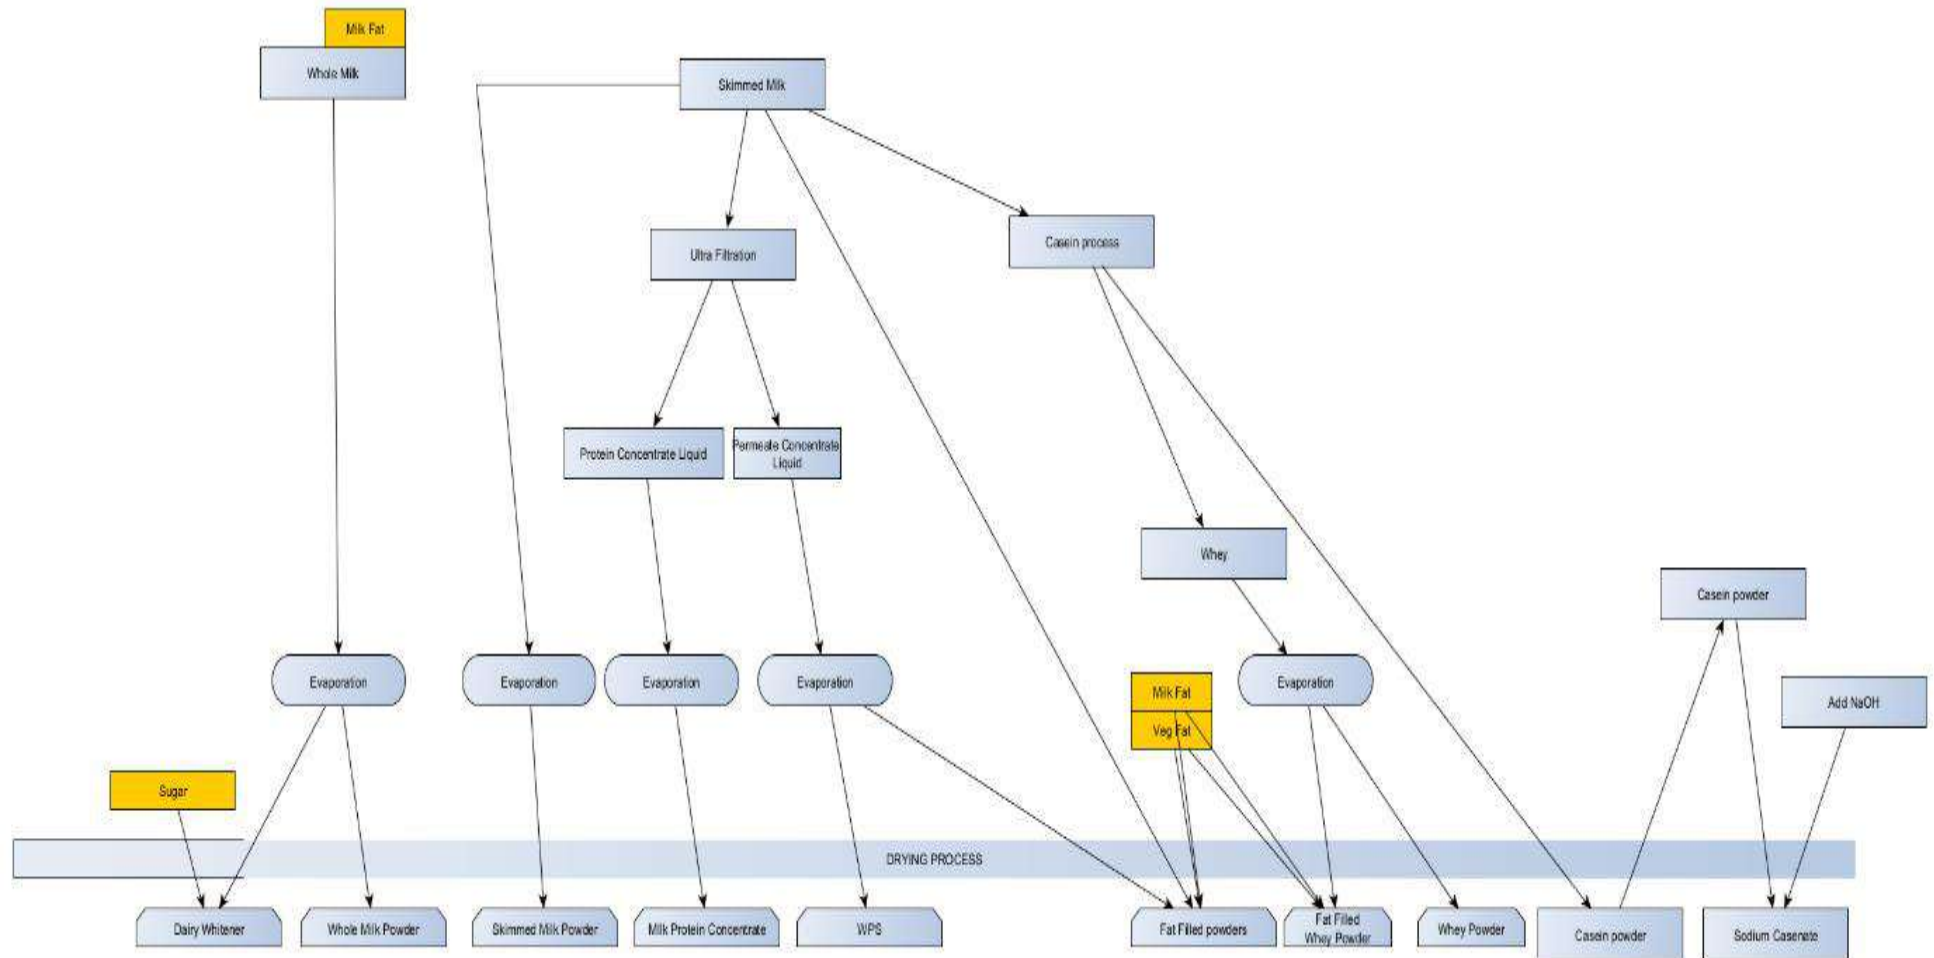 Milk Fat
Whole Milk
Skimmed Milk
Ultra Filtration
Casein process
Protein Concentrate Liquid
Permeate Concentrate
Liquid
Whey
Casein powder
Evaporation
Evaporation
Evaporation
Evaporation
Evaporation
Milk Fat
Veg Fat
Add NaOH
Sugar
DRYING PROCESS
Dairy Whitener
Whole Milk Powder
Skimmed Milk Powder
Milk Protein Concentrate
WPS
Fat Filled powders
Fat Filled
Whey Powder
Whey Powder
Casein powder
Sodium Casenate